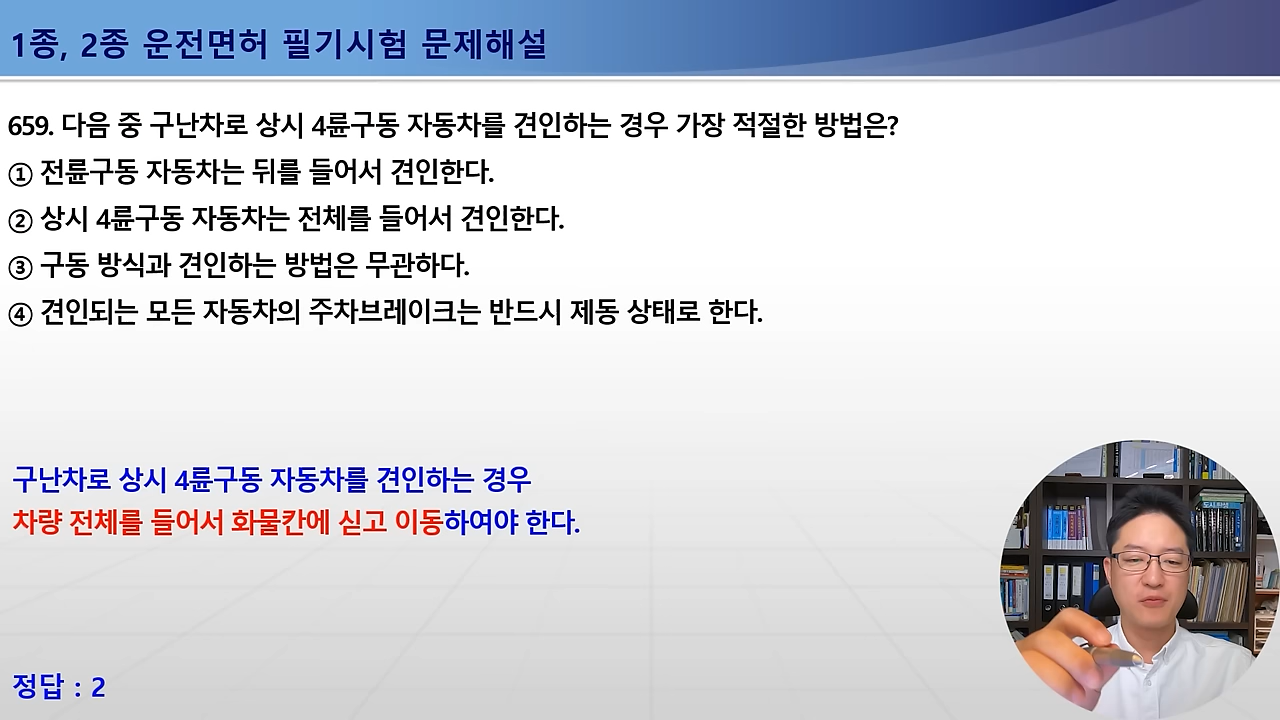 1종, 2종 운전면허 필기시험 문제해설
659. 다음 중 구난차로 상시 4륜구동 자동차를 견인하는 경우 가장 적절한 방법은?
① 전륜구동 자동차는 뒤를 들어서 견인한다.
② 상시 4륜구동 자동차는 전체를 들어서 견인한다.
③ 구동 방식과 견인하는 방법은 무관하다.
④ 견인되는 모든 자동차의 주차브레이크는 반드시 제동 상태로 한다.
구난차로 상시 4륜구동 자동차를 견인하는 경우
차량 전체를 들어서 화물칸에 싣고 이동하여야 한다.
정답 : 2